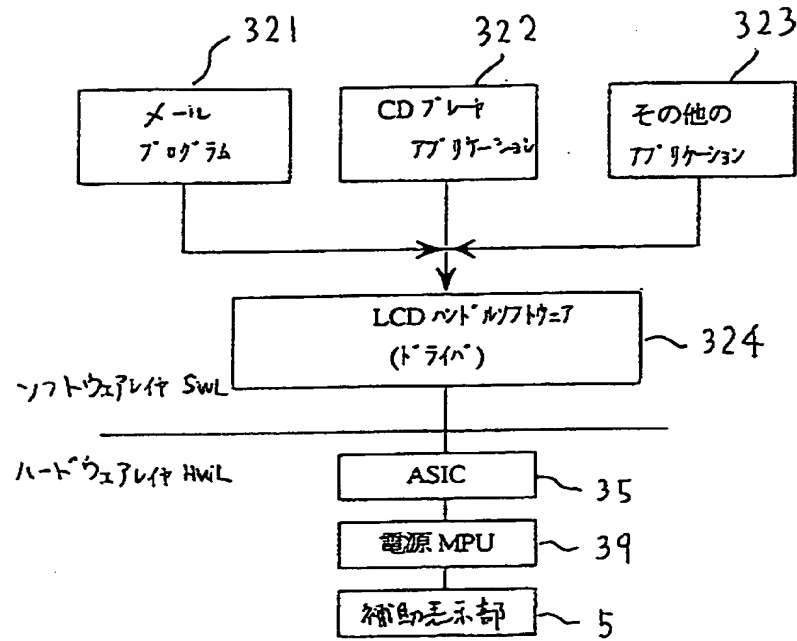 321
322
323
メール
プログラム
CDプレーヤ
アプリケーション
その他の
アプリケーション
LCDハンドルソフトウェア
(ドライバ)
324
ソフトウェアレイヤ SWL
ハードウェアレイヤ HWL
ASIC
35
電源MPU
39
補助表示部
5